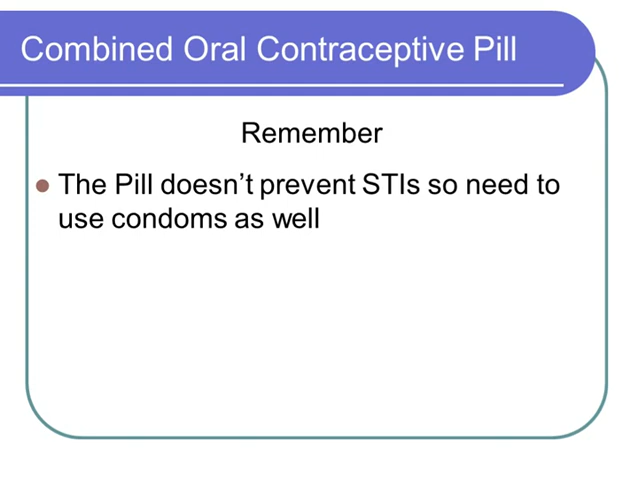 Combined Oral Contraceptive Pill
Remember
The Pill doesn’t prevent STIs so need to
use condoms as well